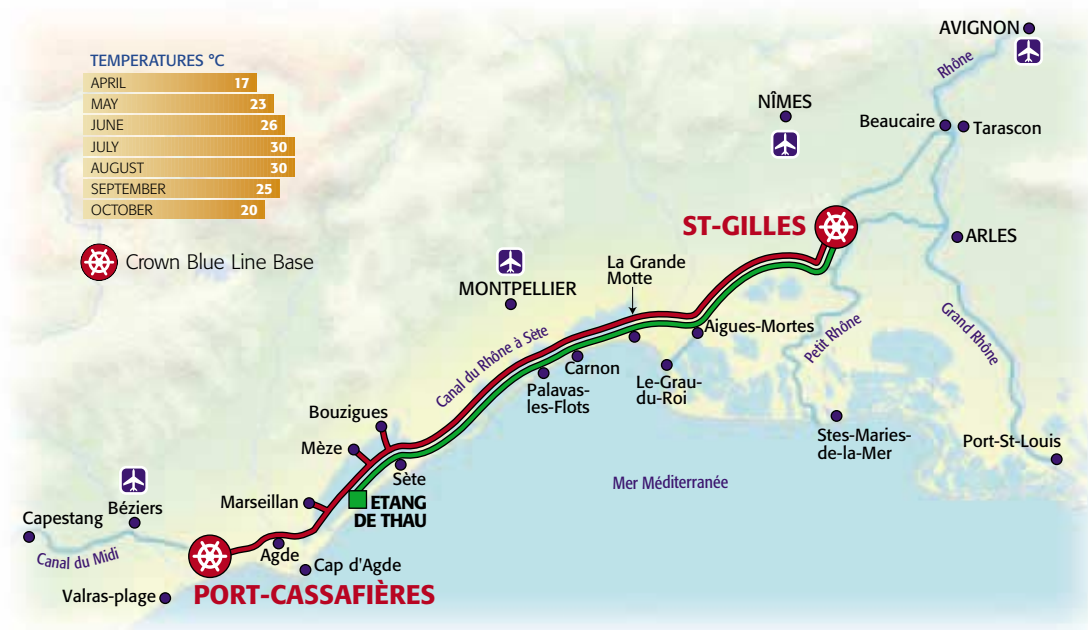 TEMPERATURES °C
APRIL 17
MAY 23
JUNE 26
JULY 30
AUGUST 30
SEPTEMBER 25
OCTOBER 20
Crown Blue Line Base
AVIGNON
Rhône
NÎMES
Beaucaire
Tarascon
ST-GILLES
ARLES
La Grande
Motte
MONTPELLIER
Aigues-Mortes
Petit Rhône
Grand Rhône
Canal du Rhône à Sète
Carnon
Palavas-
les-Flots
Le-Grau-
du-Roi
Bouzigues
Mèze
Stes-Maries-
de-la-Mer
Port-St-Louis
Sète
Mer Méditerranée
Marseillan
ETANG
DE THAU
Béziers
Capestang
Canal du Midi
Agde
Cap d'Agde
Valras-plage
PORT-CASSAFIÈRES